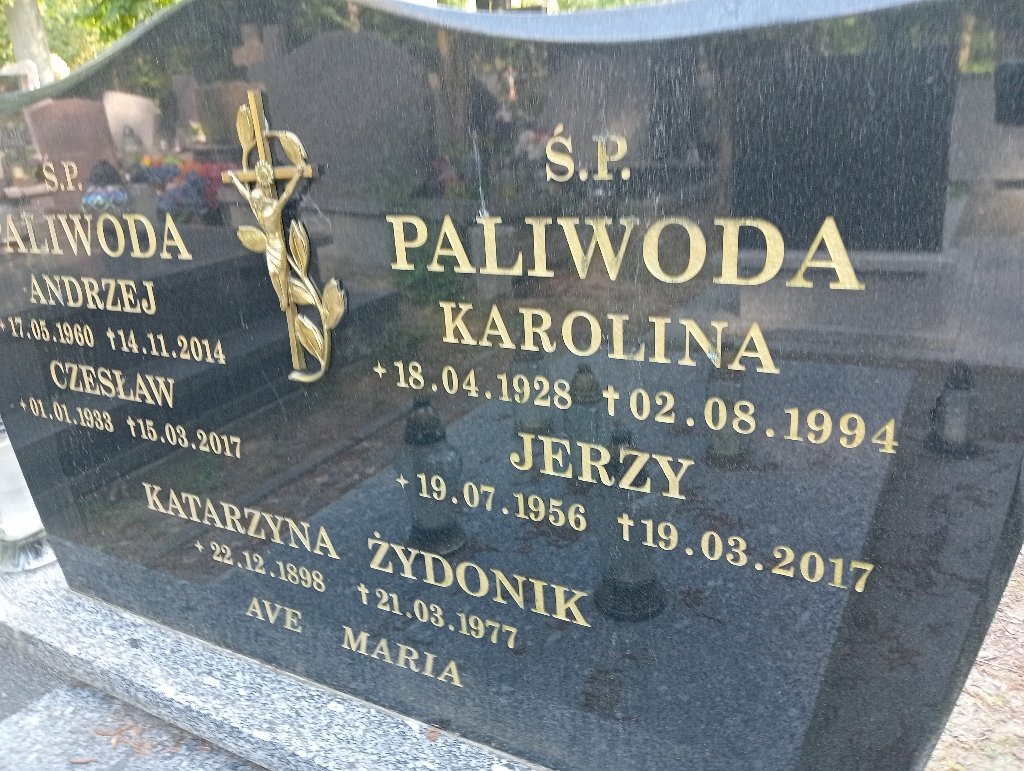 Ś.P.
PALIWODA
ANDRZEJ
+17.05.1960 †14.11.2014
CZESŁAW
+01.01.1933 †15.03.2017
Ś.P.
PALIWODA
KAROLINA
+18.04.1928 †02.08.1994
JERZY
+19.07.1956 †19.03.2017
KATARZYNA ŻYDONIK
+22.12.1898 †21.03.1977
AVE MARIA